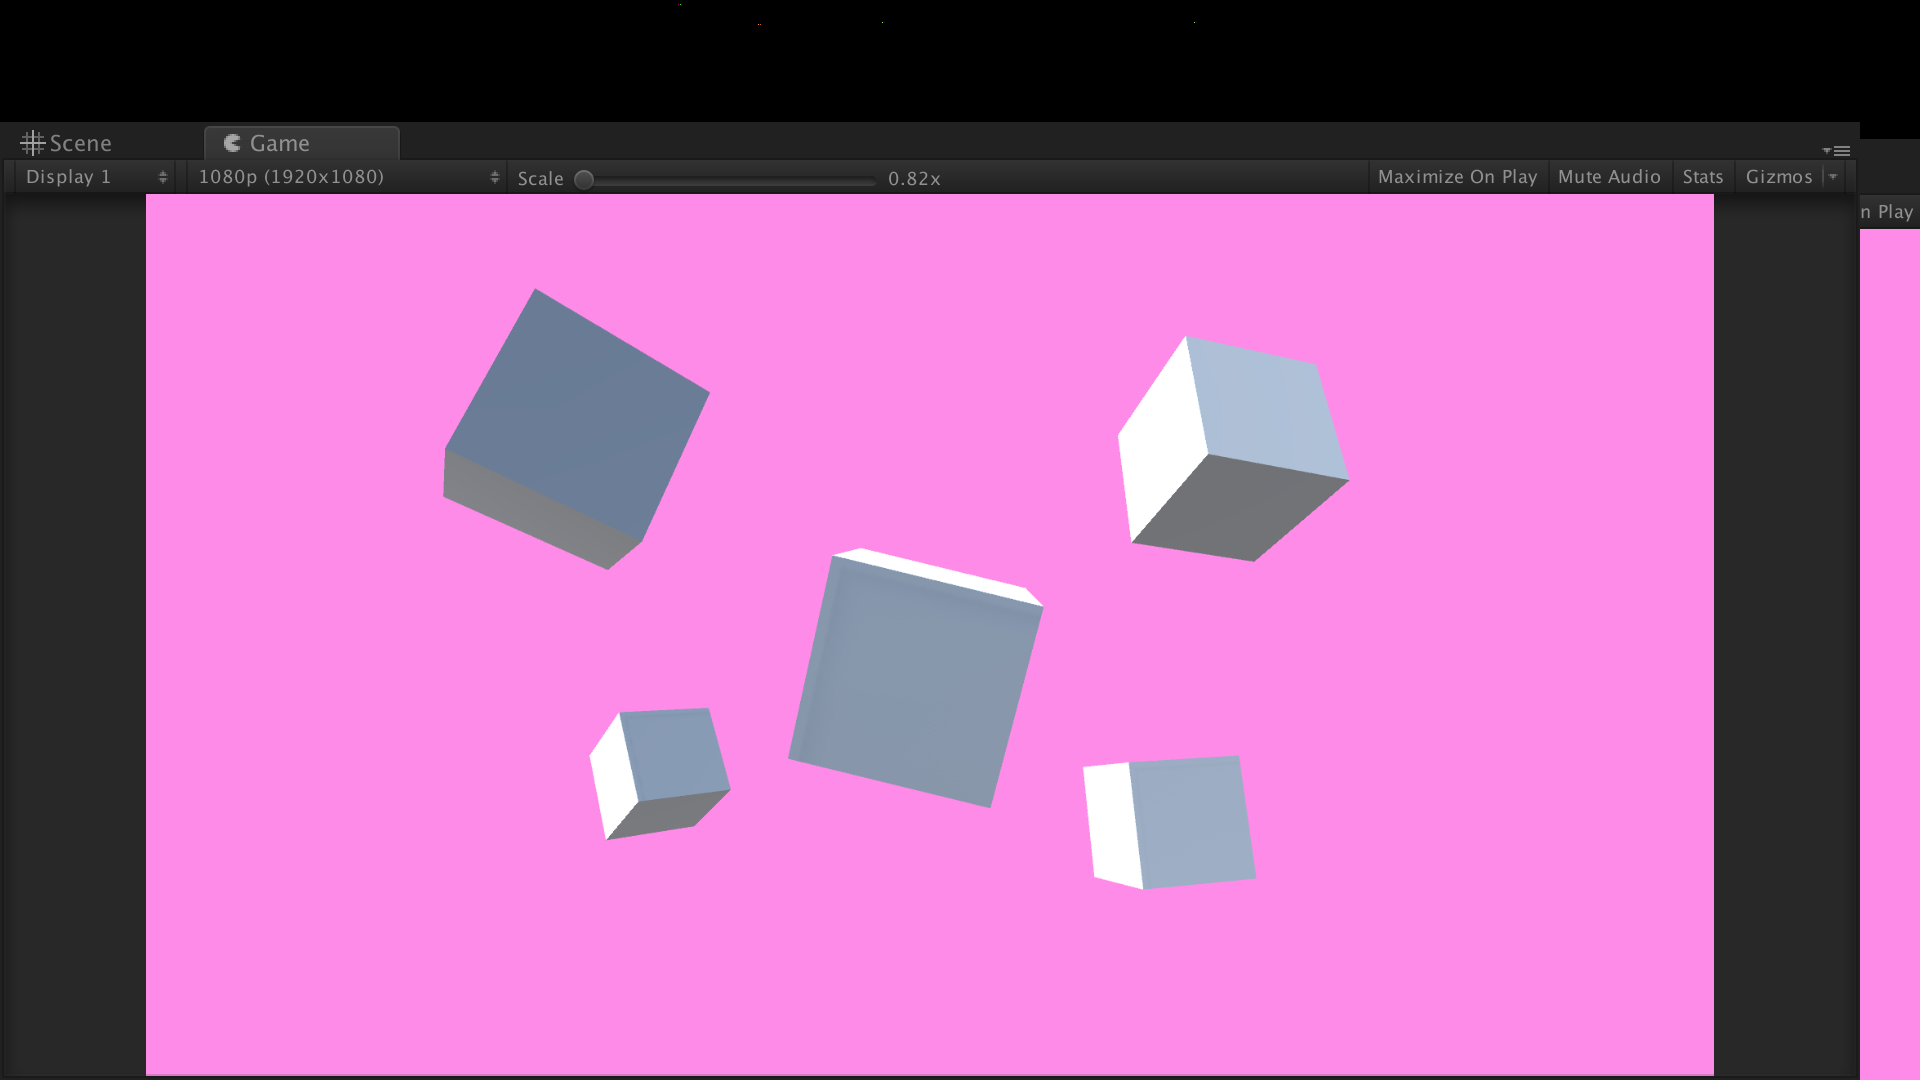 Scene
Game
Display 1
1080p (1920x1080)
Scale
0.82x
Maximize On Play
Mute Audio
Stats
Gizmos
n Play